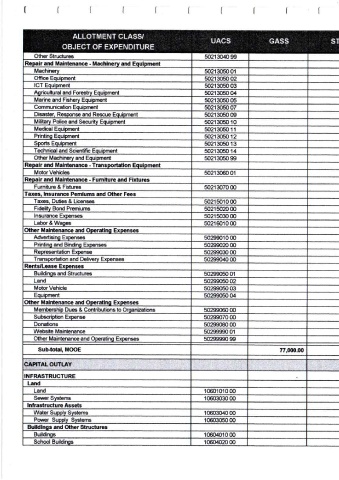 ALLOTMENT CLASS/ OBJECT OF EXPENDITURE UACS GASS ST
Other Structures 50213040 99
Repair and Maintenance - Machinery and Equipment
Machinery 50213050 01
Office Equipment 50213050 02
ICT Equipment 50213050 03
Agricultural and Forestry Equipment 50213050 04
Marine and Fishery Equipment 50213050 05
Communication Equipment 50213050 07
Disaster, Response and Rescue Equipment 50213050 09
Military Police and Security Equipment 50213050 10
Medical Equipment 50213050 11
Printing Equipment 50213050 12
Sports Equipment 50213050 13
Technical and Scientific Equipment 50213050 14
Other Machinery and Equipment 50213050 99
Repair and Maintenance - Transportation Equipment
Motor Vehicles 50213060 01
Repair and Maintenance - Furniture and Fixtures
Furniture & Fixtures 50213070 00
Taxes, Insurance Pemiums and Other Fees
Taxes, Duties & Licenses 50215010 00
Fidelity Bond Premiums 50215020 00
Insurance Expenses 50215030 00
Labor & Wages 50216010 00
Other Maintenance and Operating Expenses
Advertising Expenses 50299010 00
Printing and Binding Expenses 50299020 00
Representation Expense 50299030 00
Transportation and Delivery Expenses 50299040 00
Rents/Lease Expenses
Buildings and Structures 50299050 01
Land 50299050 02
Motor Vehicle 50299050 03
Equipment 50299050 04
Other Maintenance and Operating Expenses
Membership Dues & Contributions to Organizations 50299060 00
Subscription Expense 50299070 00
Donations 50299080 00
Website Maintenance 50299990 01
Other Maintenance and Operating Expenses 50299990 99
Sub-total, MOOE 77,000.00
CAPITAL OUTLAY
INFRASTRUCTURE -
Land
Land 10601010 00
Sewer Systems 10603030 00
Infrastructure Assets
Water Supply Systems 10603040 00
Power Supply Systems 10603050 00
Buildings and Other Structures
Buildings 10604010 00
School Buildings 10604020 00